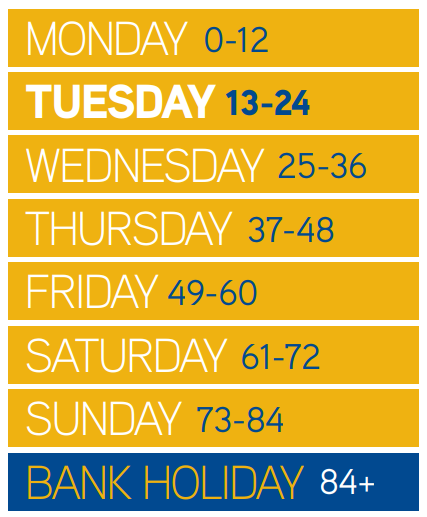 MONDAY 0-12
TUESDAY 13-24
WEDNESDAY 25-36
THURSDAY 37-48
FRIDAY 49-60
SATURDAY 61-72
SUNDAY 73-84
BANK HOLIDAY 84+